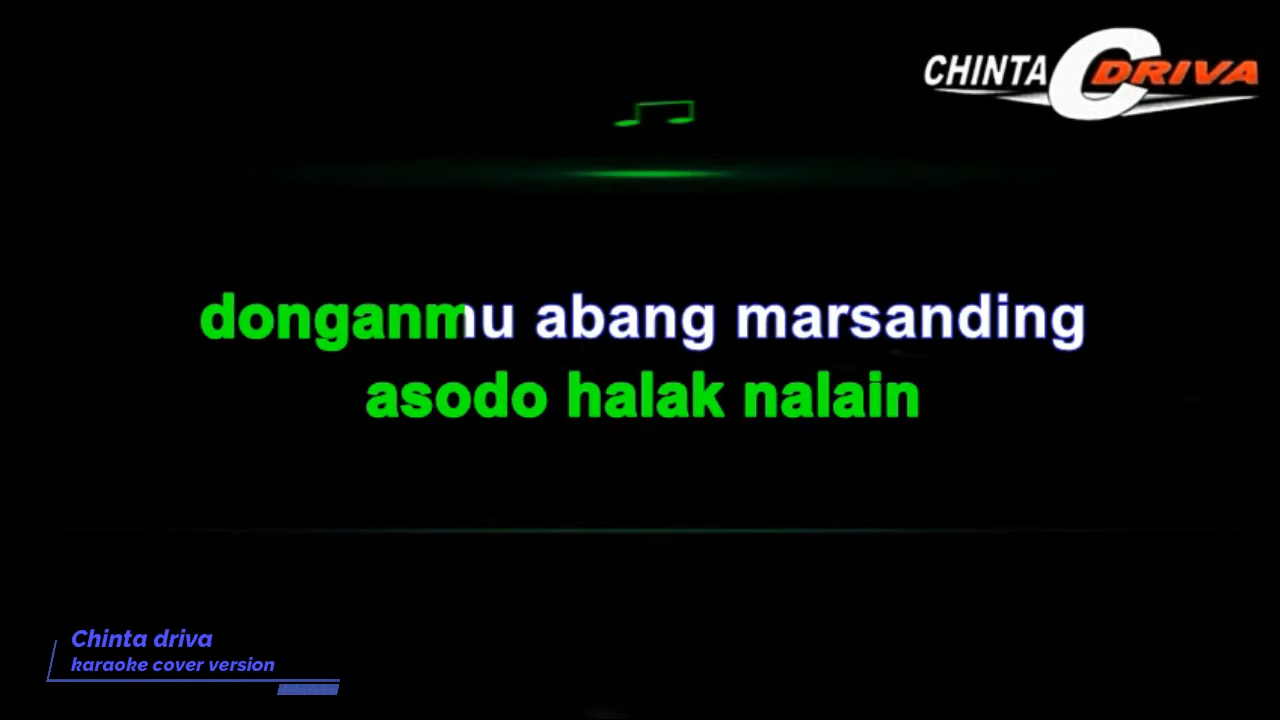 CHINTA C DRIVA
donganmu abang marsanding
asodo halak nalain
Chinta driva
karaoke cover version